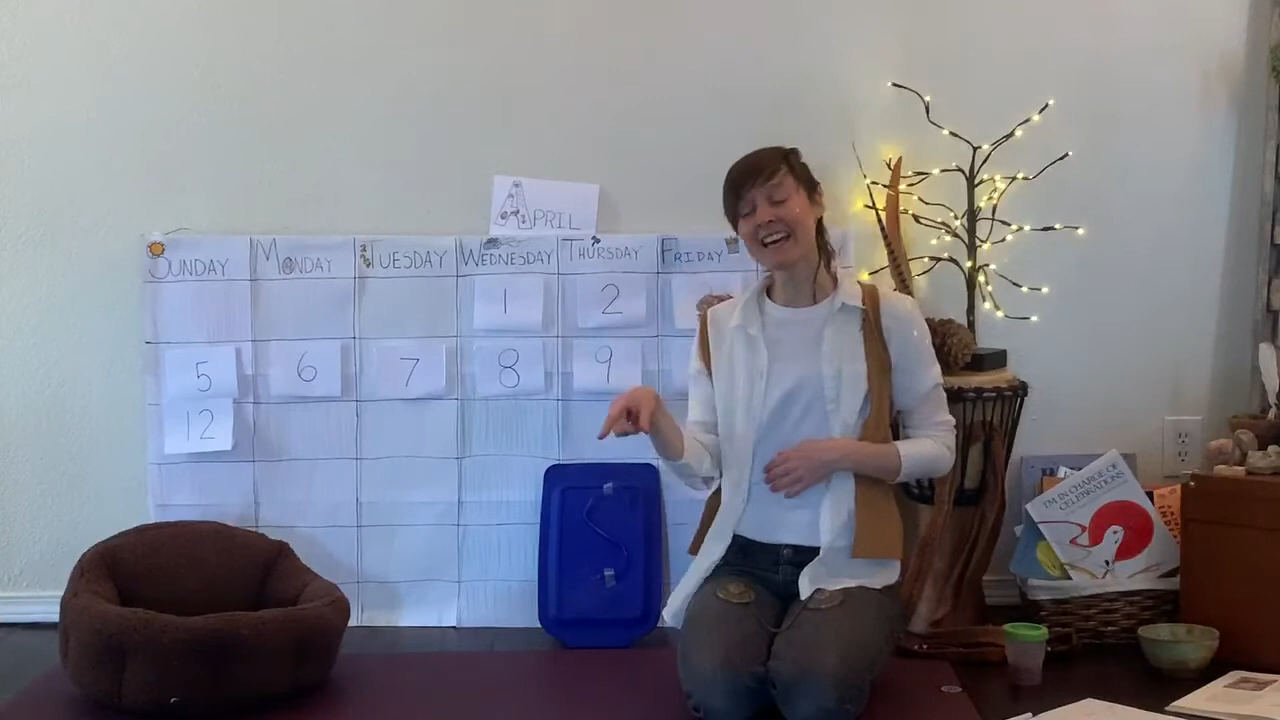 APRIL
SUNDAY MONDAY TUESDAY WEDNESDAY THURSDAY FRIDAY
1 2
5 6 7 8 9
12
I'M IN CHARGE OF
CELEBRATIONS